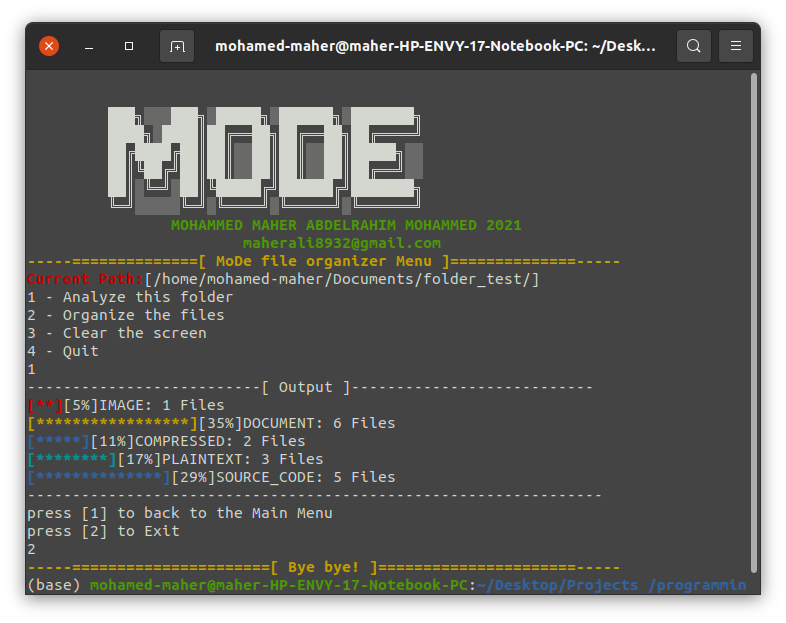 mohamed-maher@maher-HP-ENVY-17-Notebook-PC: ~/Desk...
MODE
MOHAMMED MAHER ABDELRAHIM MOHAMMED 2021
maherali8932@gmail.com
-----==============[ MoDe file organizer Menu ]==============-----
Current Path:[/home/mohamed-maher/Documents/folder_test/]
1 - Analyze this folder
2 - Organize the files
3 - Clear the screen
4 - Quit
1
--------------------------[ Output ]---------------------------
[**][5%]IMAGE: 1 Files
[*****************][35%]DOCUMENT: 6 Files
[*****][11%]COMPRESSED: 2 Files
[********][17%]PLAINTEXT: 3 Files
[**************][29%]SOURCE_CODE: 5 Files
----------------------------------------------------------------
press [1] to back to the Main Menu
press [2] to Exit
2
-----======================[ Bye bye! ]======================-----
(base) mohamed-maher@maher-HP-ENVY-17-Notebook-PC:~/Desktop/Projects /programmin